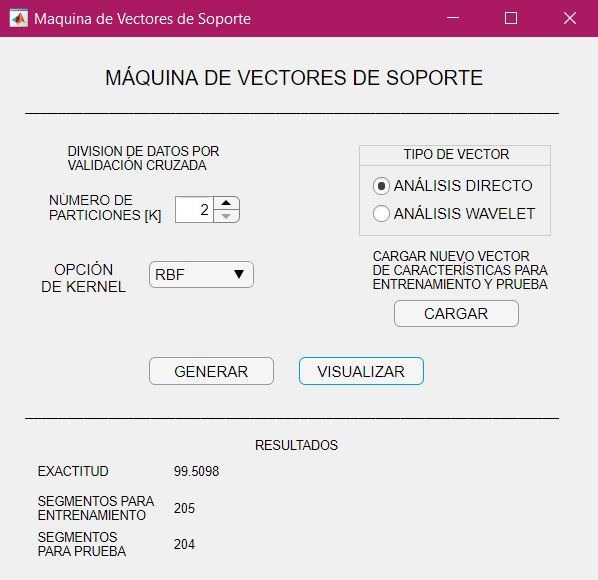 Maquina de Vectores de Soporte
MÁQUINA DE VECTORES DE SOPORTE
DIVISION DE DATOS POR
VALIDACIÓN CRUZADA
NÚMERO DE
PARTICIONES [K]
2
OPCIÓN
DE KERNEL
RBF
TIPO DE VECTOR
ANÁLISIS DIRECTO
ANÁLISIS WAVELET
CARGAR NUEVO VECTOR
DE CARACTERÍSTICAS PARA
ENTRENAMIENTO Y PRUEBA
CARGAR
GENERAR
VISUALIZAR
RESULTADOS
EXACTITUD 99.5098
SEGMENTOS PARA
ENTRENAMIENTO 205
SEGMENTOS
PARA PRUEBA 204